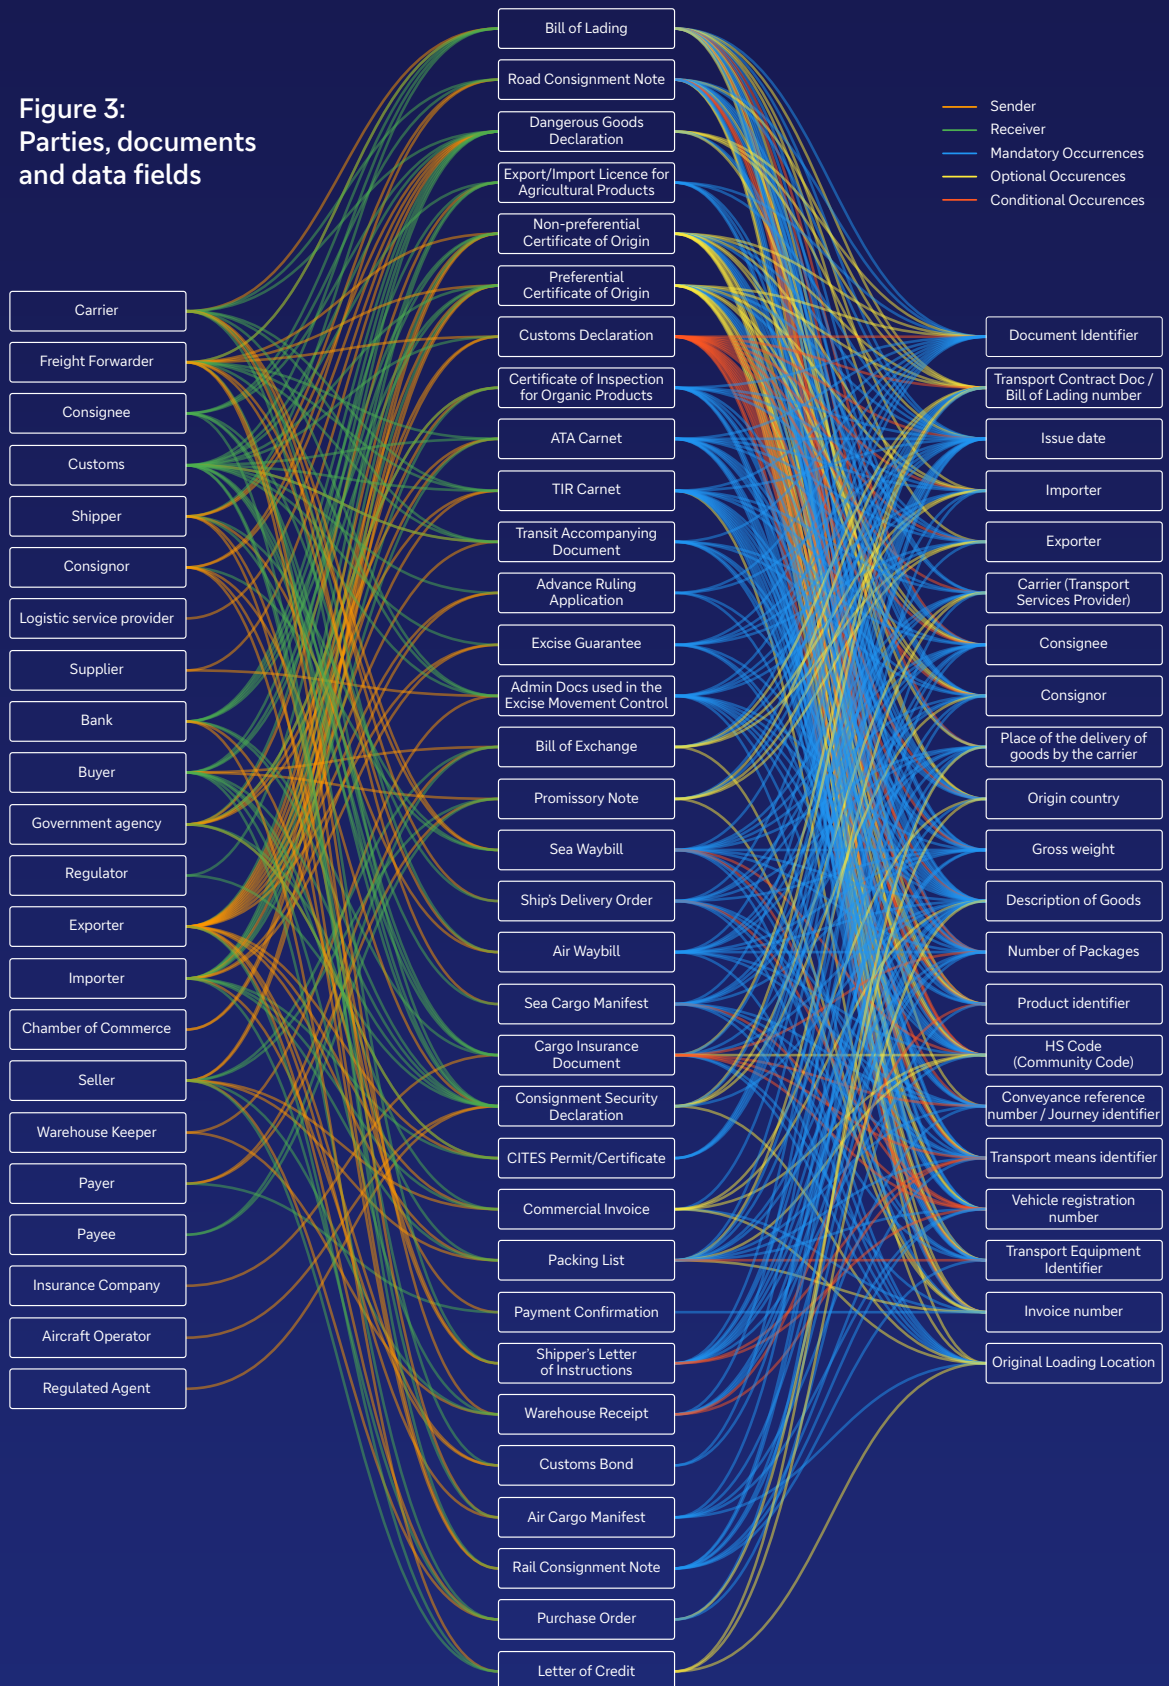 Figure 3:
Parties, documents
and data fields
Sender
Receiver
Mandatory Occurrences
Optional Occurences
Conditional Occurences
Carrier
Freight Forwarder
Consignee
Customs
Shipper
Consignor
Logistic service provider
Supplier
Bank
Buyer
Government agency
Regulator
Exporter
Importer
Chamber of Commerce
Seller
Warehouse Keeper
Payer
Payee
Insurance Company
Aircraft Operator
Regulated Agent
Bill of Lading
Road Consignment Note
Dangerous Goods
Declaration
Export/Import Licence for
Agricultural Products
Non-preferential
Certificate of Origin
Preferential
Certificate of Origin
Customs Declaration
Certificate of Inspection
for Organic Products
ATA Carnet
TIR Carnet
Transit Accompanying
Document
Advance Ruling
Application
Excise Guarantee
Admin Docs used in the
Excise Movement Control
Bill of Exchange
Promissory Note
Sea Waybill
Ship's Delivery Order
Air Waybill
Sea Cargo Manifest
Cargo Insurance
Document
Consignment Security
Declaration
CITES Permit/Certificate
Commercial Invoice
Packing List
Payment Confirmation
Shipper's Letter
of Instructions
Warehouse Receipt
Customs Bond
Air Cargo Manifest
Rail Consignment Note
Purchase Order
Letter of Credit
Document Identifier
Transport Contract Doc /
Bill of Lading number
Issue date
Importer
Exporter
Carrier (Transport
Services Provider)
Consignee
Consignor
Place of the delivery of
goods by the carrier
Origin country
Gross weight
Description of Goods
Number of Packages
Product identifier
HS Code
(Community Code)
Conveyance reference
number / Journey identifier
Transport means identifier
Vehicle registration
number
Transport Equipment
Identifier
Invoice number
Original Loading Location